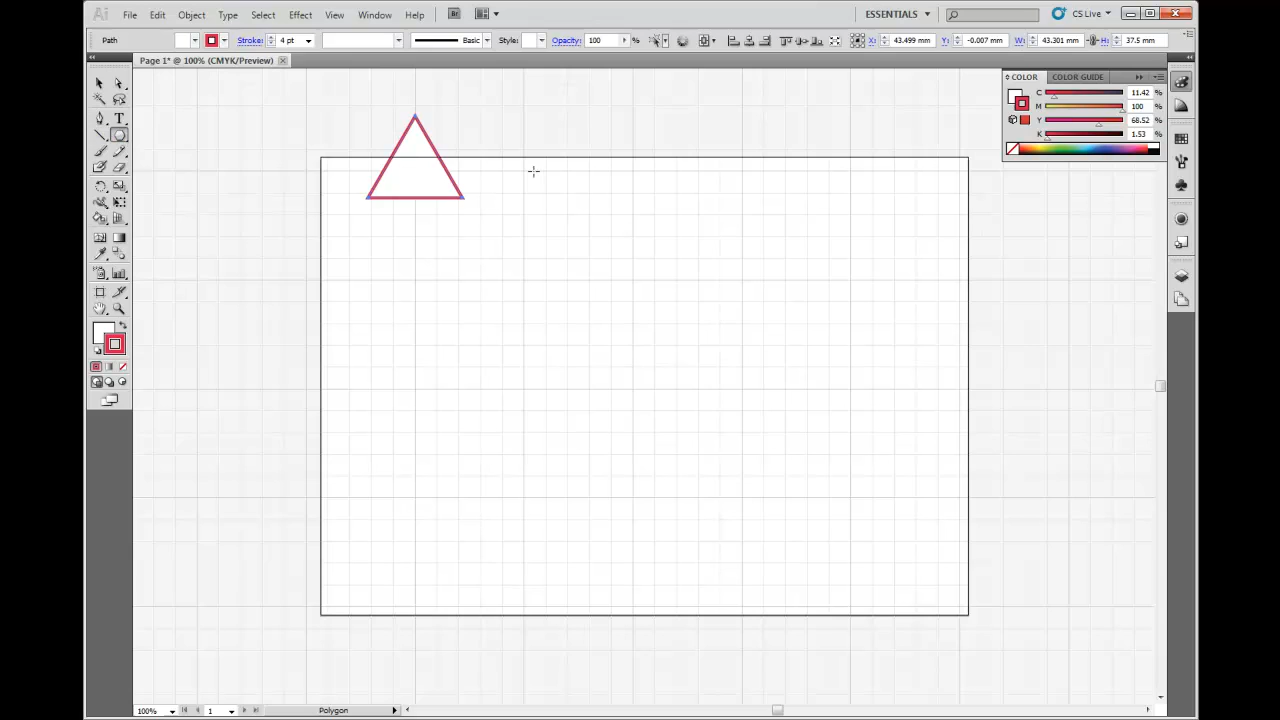 Ai File Edit Object Type Select Effect View Window Help Br ESSENTIALS CS Live
Path Stroke: 4 pt Basic Style: Opacity: 100 % X: 43.499 mm Y: -0.007 mm W: 43.301 mm H: 37.5 mm
Page 1* @ 100% (CMYK/Preview)
COLOR COLOR GUIDE
C 11.42 %
M 100 %
Y 68.52 %
K 1.53 %
T
100% 1 Polygon